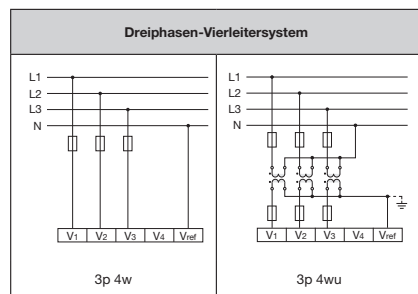 Dreiphasen-Vierleitersystem
L1
L2
L3
N
V1 V2 V3 V4 Vref
3p 4w
L1
L2
L3
N
V1 V2 V3 V4 Vref
3p 4wu